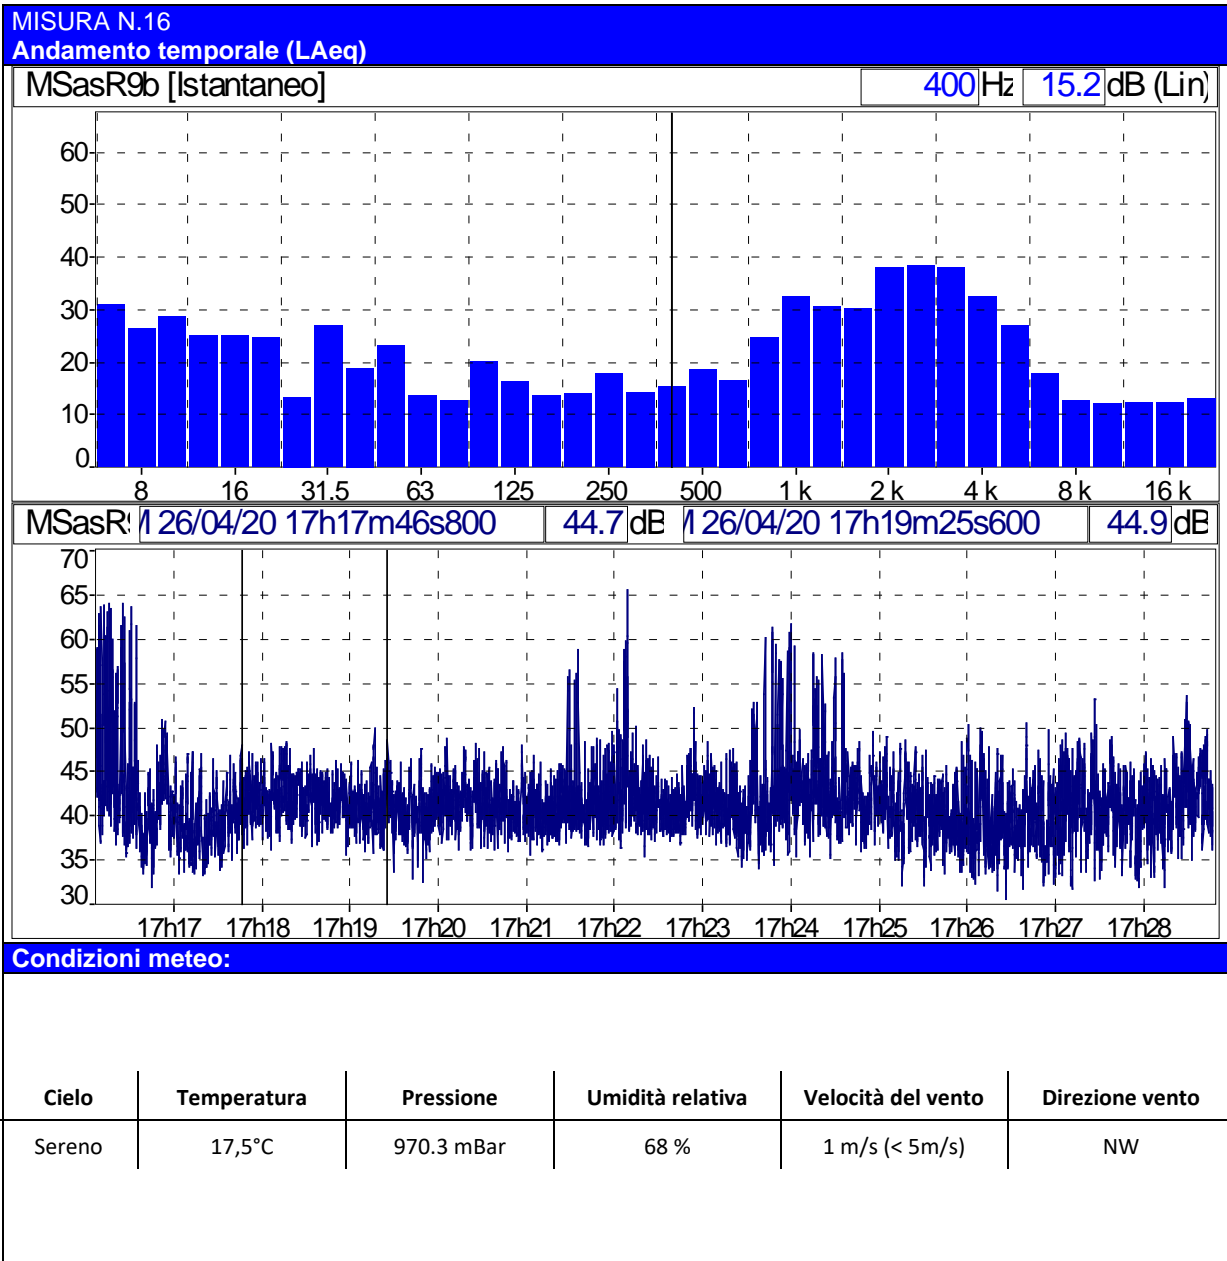 MISURA N.16
Andamento temporale (LAeq)
MSasR9b [Istantaneo] 400 Hz 15.2 dB (Lin)
60
50
40
30
20
10
0
8 16 31.5 63 125 250 500 1 k 2 k 4 k 8 k 16 k
26/04/20 17h17m46s800 44.7 dB 26/04/20 17h19m25s600 44.9 dB
70
65
60
55
50
45
40
35
30
17h17 17h18 17h19 17h20 17h21 17h22 17h23 17h24 17h25 17h26 17h27 17h28
Condizioni meteo:
Cielo Temperatura Pressione Umidità relativa Velocità del vento Direzione vento
Sereno 17,5°C 970.3 mBar 68 % 1 m/s (< 5m/s) NW